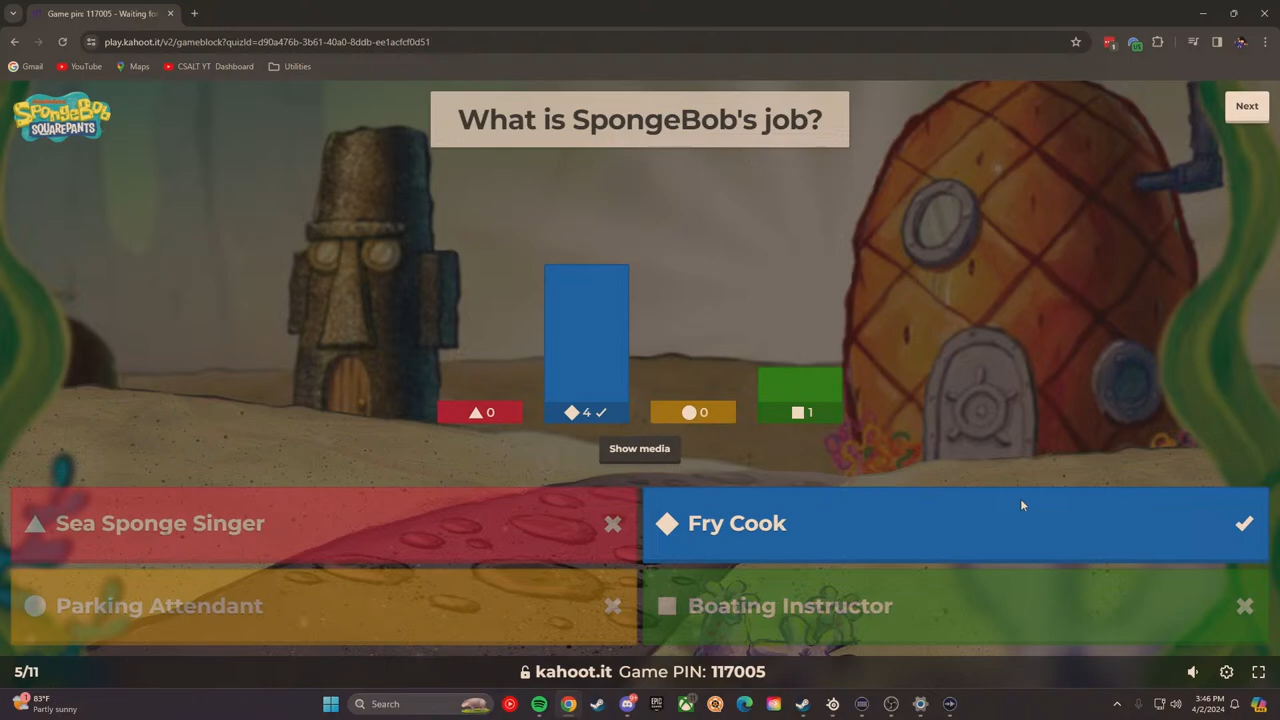 Game pin: 117005 - Waiting for
play.kahoot.it/v2/gameblock?quizId=d90a476b-3b61-40a0-8ddb-ee1acfcf0d51
Gmail YouTube Maps CSALT YT Dashboard Utilities
SPONGEBOB
SQUAREPANTS
What is SpongeBob's job?
Next
0 4 0 1
Show media
Sea Sponge Singer
Fry Cook
Parking Attendant
Boating Instructor
5/11
kahoot.it Game PIN: 117005
83°F
Partly sunny
Search
3:46 PM
4/2/2024